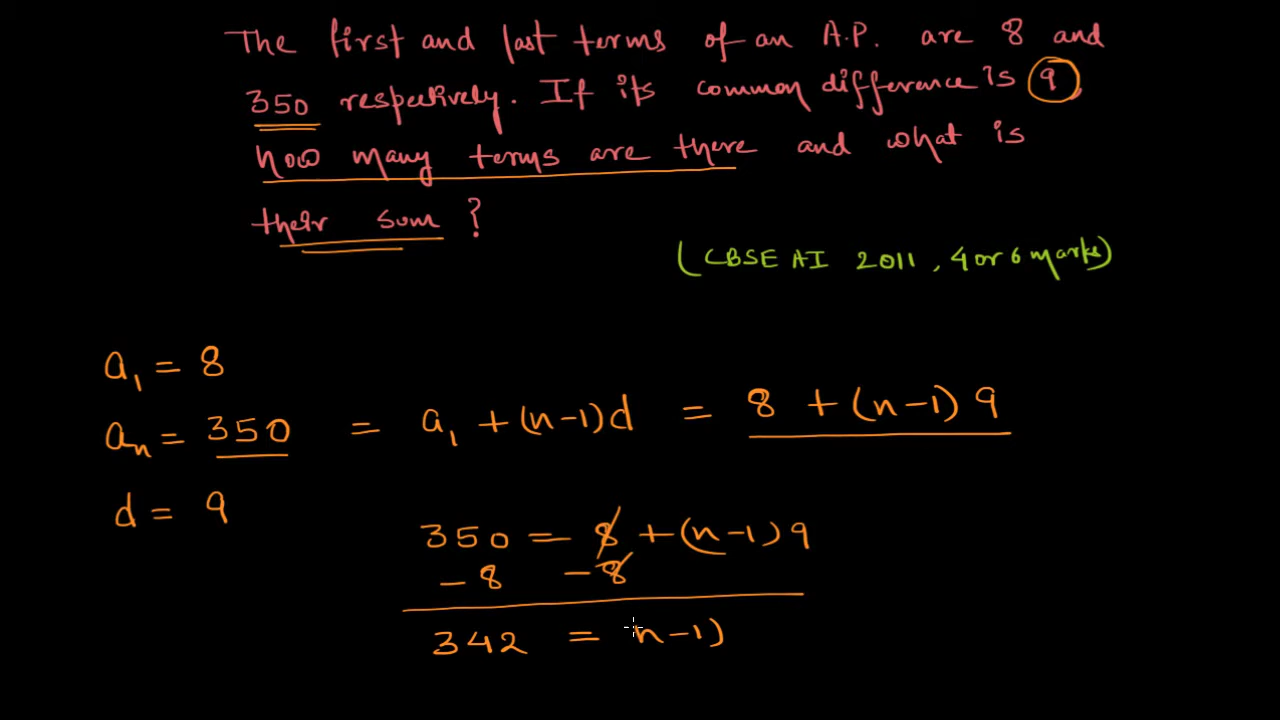 The first and last terms of an A.P. are 8 and
350 respectively. If its common difference is 9
how many terms are there and what is
their sum ?
(CBSE AI 2011, 4 or 6 marks)
a₁ = 8
aₙ = 350 = a₁ + (n-1)d = 8 + (n-1) 9
d = 9
350 = 8 + (n-1) 9
-8 -8
342 = n-1)